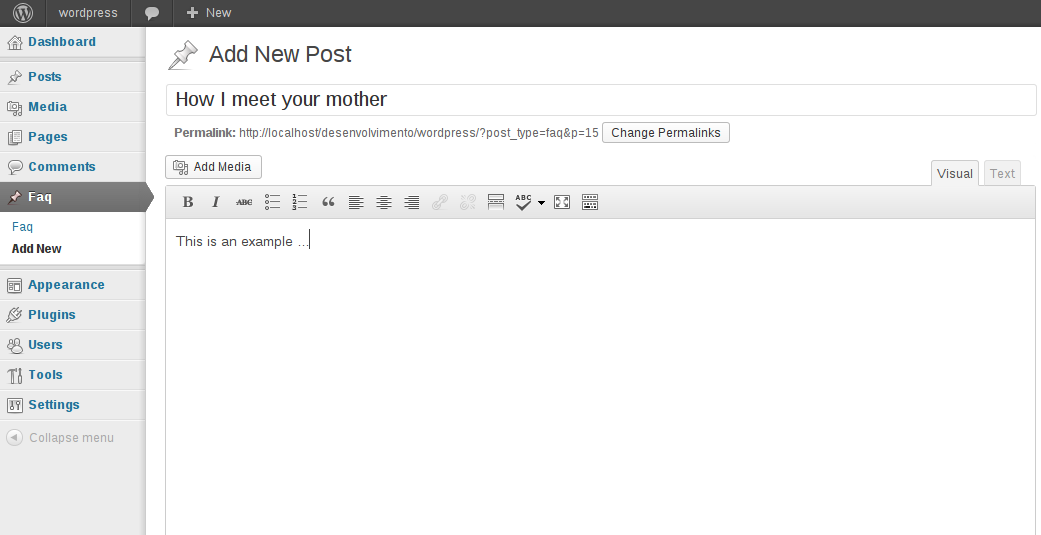 wordpress New
Dashboard
Posts
Media
Pages
Comments
Faq
Faq
Add New
Appearance
Plugins
Users
Tools
Settings
Collapse menu
Add New Post
How I meet your mother
Permalink: http://localhost/desenvolvimento/wordpress/?post_type=faq&p=15 Change Permalinks
Add Media
Visual Text
B I ABC ABC
This is an example ...